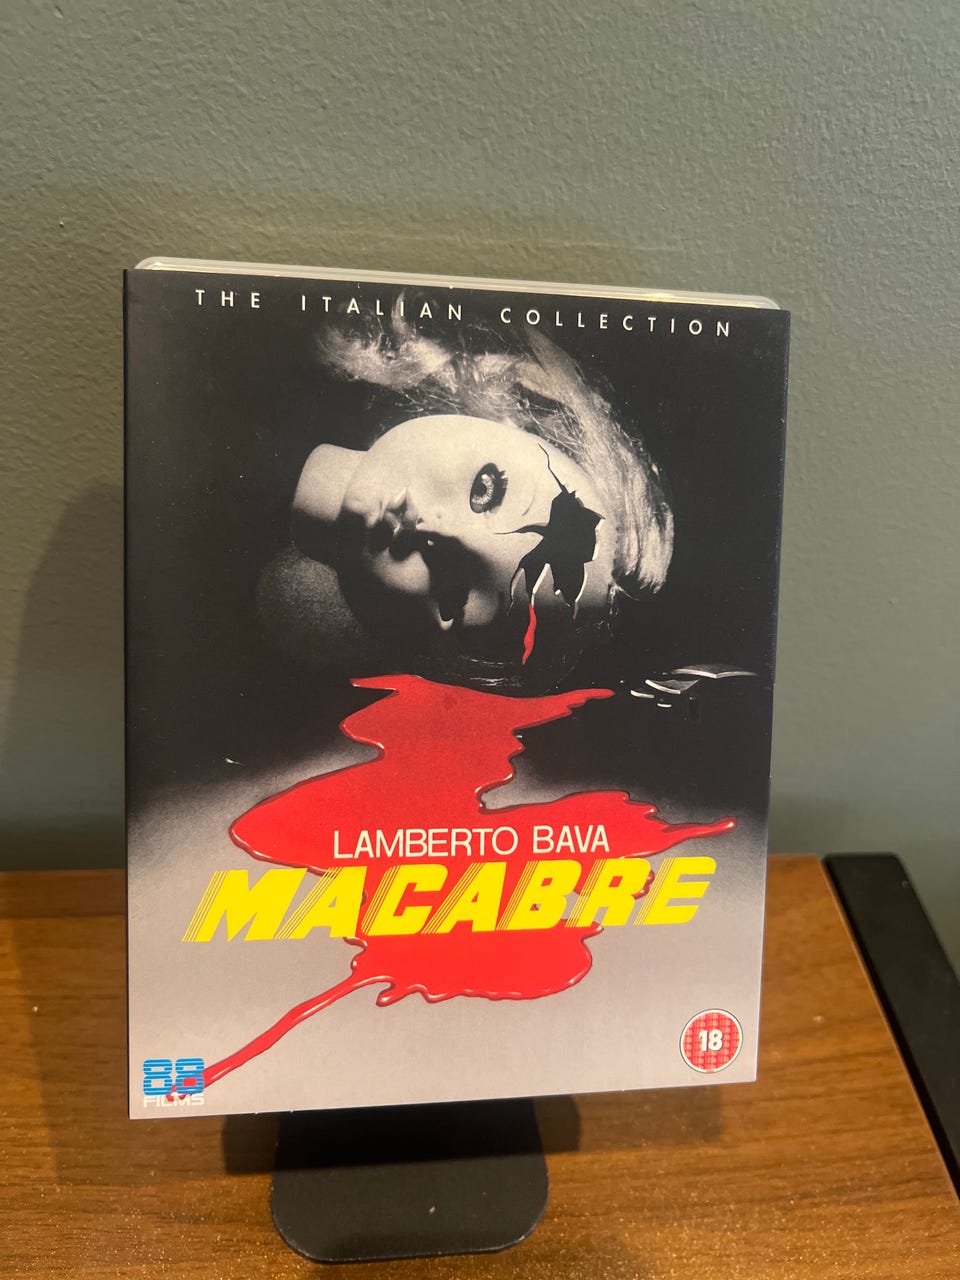 THE ITALIAN COLLECTION
LAMBERTO BAVA
MACABRE
18
88
FILMS